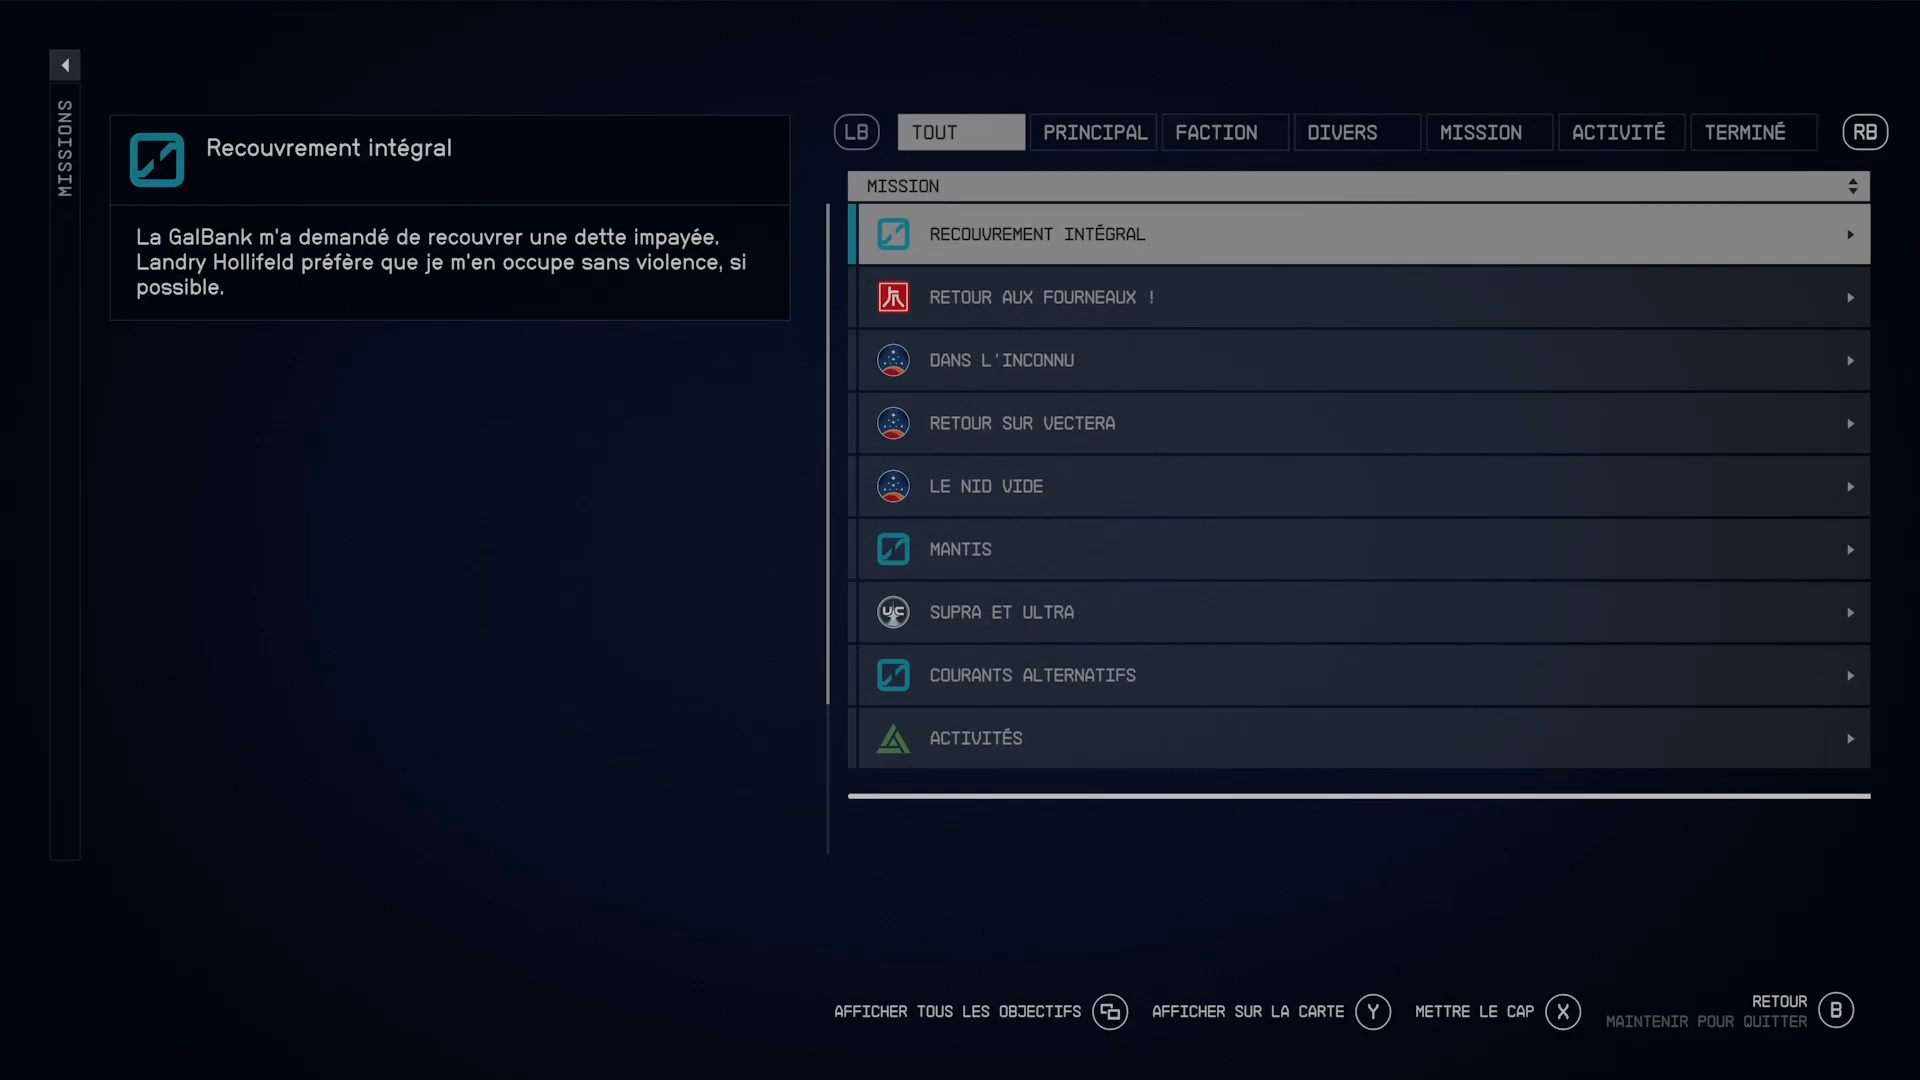 MISSIONS
Recouvrement intégral
La GalBank m'a demandé de recouvrer une dette impayée.
Landry Hollifeld préfère que je m'en occupe sans violence, si
possible.
LB TOUT PRINCIPAL FACTION DIVERS MISSION ACTIVITÉ TERMINÉ RB
MISSION
RECOUVREMENT INTÉGRAL
RETOUR AUX FOURNEAUX !
DANS L'INCONNU
RETOUR SUR VECTERA
LE NID VIDE
MANTIS
UC SUPRA ET ULTRA
COURANTS ALTERNATIFS
ACTIVITÉS
AFFICHER TOUS LES OBJECTIFS AFFICHER SUR LA CARTE Y METTRE LE CAP X RETOUR B
MAINTENIR POUR QUITTER